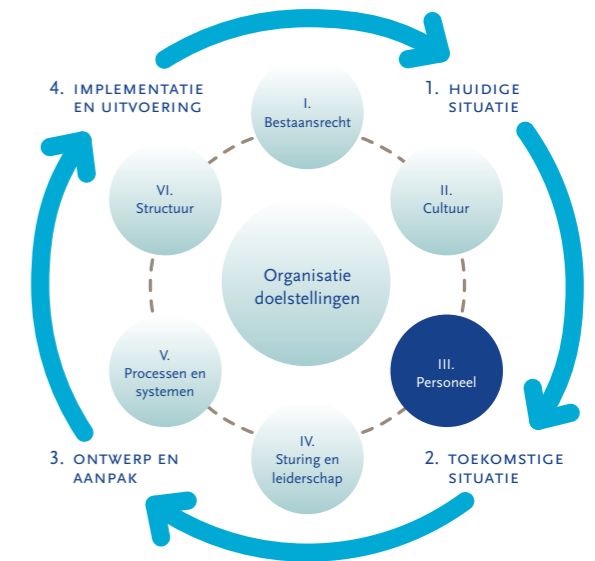 4. IMPLEMENTATIE
EN UITVOERING
1. HUIDIGE
SITUATIE
I.
Bestaansrecht
VI.
Structuur
II.
Cultuur
Organisatie
doelstellingen
V.
Processen en
systemen
III.
Personeel
IV.
Sturing en
leiderschap
3. ONTWERP EN
AANPAK
2. TOEKOMSTIGE
SITUATIE